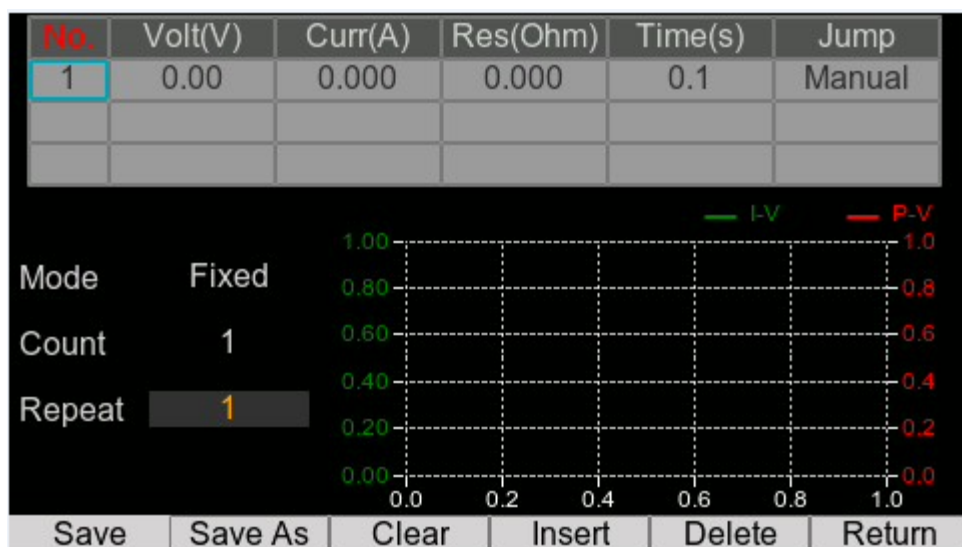 No. Volt(V) Curr(A) Res(Ohm) Time(s) Jump
1 0.00 0.000 0.000 0.1 Manual
I-V P-V
1.00 1.0
Mode Fixed 0.80 0.8
Count 1 0.60 0.6
0.40 0.4
Repeat 1
0.20 0.2
0.00 0.0
0.0 0.2 0.4 0.6 0.8 1.0
Save Save As Clear Insert Delete Return